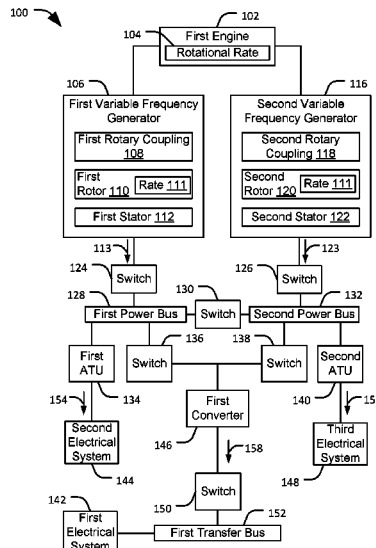 100
102
First Engine
104
Rotational Rate
106
116
First Variable Frequency
Generator
Second Variable
Frequency Generator
First Rotary Coupling
108
Second Rotary
Coupling 118
First
Rotor 110
Rate 111
Second
Rotor 120
Rate 111
First Stator 112
Second Stator 122
113
123
124
Switch
126
Switch
128
130
132
First Power Bus
Switch
Second Power Bus
136
138
First
ATU
Switch
Switch
Second
ATU
154
134
First
Converter
140
15
Second
Electrical
System
146
158
Third
Electrical
System
144
150
Switch
148
142
152
First
Electrical
System
First Transfer Bus